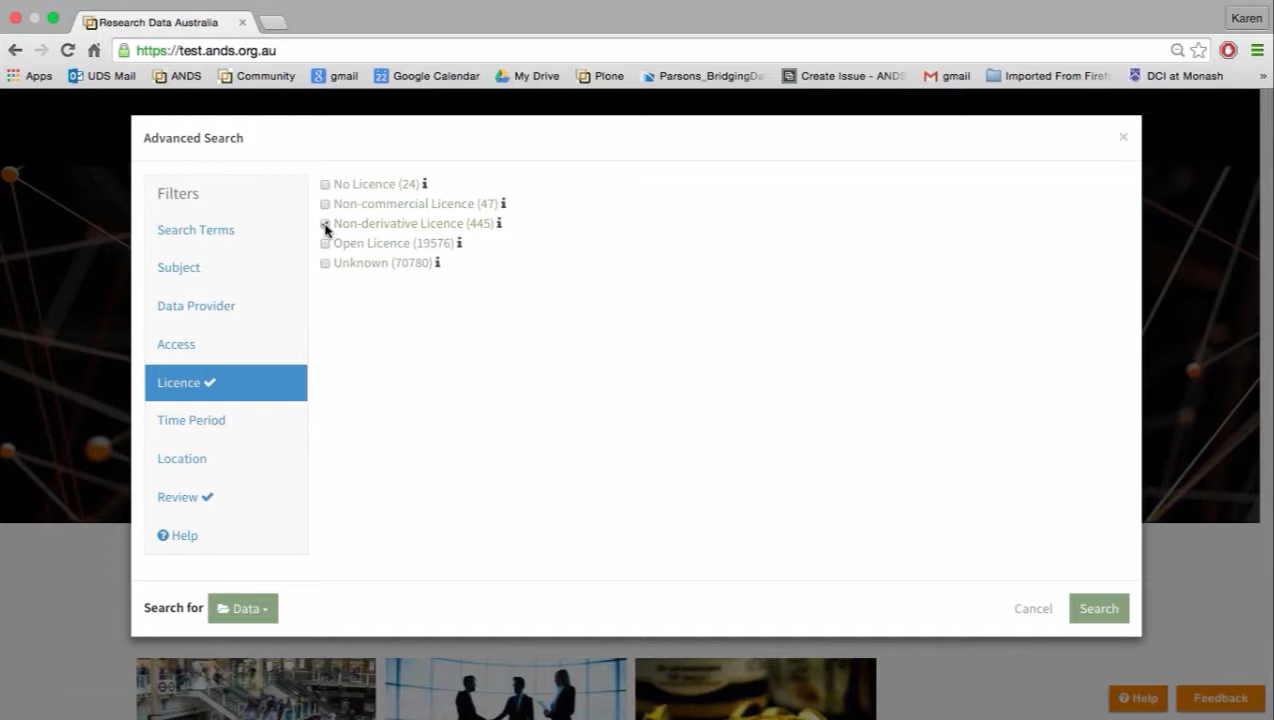 Research Data Australia
Karen
https://test.ands.org.au
Apps UDS Mail ANDS Community gmail Google Calendar My Drive Plone Parsons_BridgingDa Create Issue - ANDS gmail Imported From Firef DCI at Monash »
Advanced Search ×
Filters
Search Terms
Subject
Data Provider
Access
Licence
Time Period
Location
Review
Help
No Licence (24)
Non-commercial Licence (47)
Non-derivative Licence (445)
Open Licence (19576)
Unknown (70780)
Search for Data
Cancel Search
Help Feedback